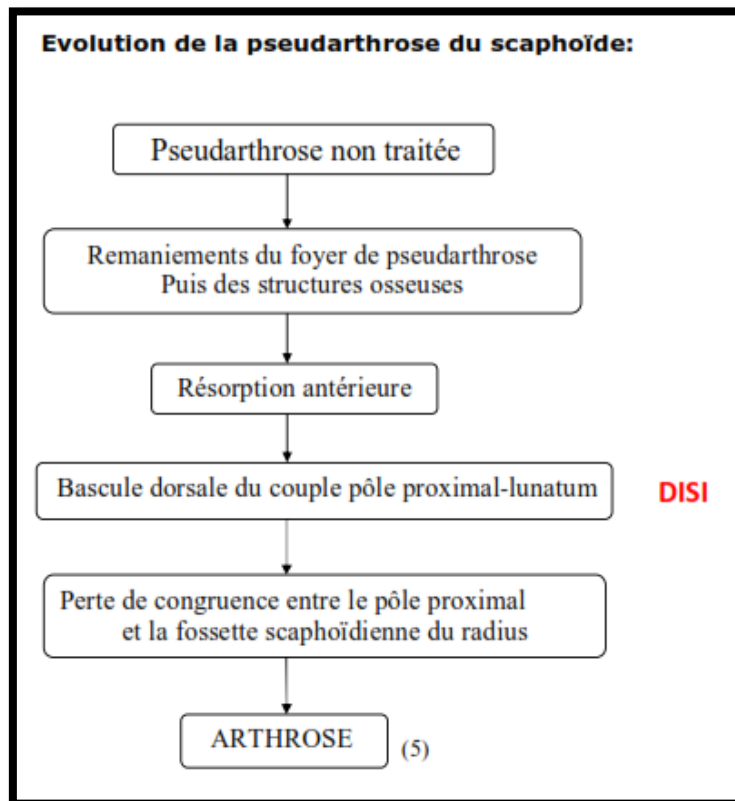 Evolution de la pseudarthrose du scaphoïde:
Pseudarthrose non traitée
Remaniements du foyer de pseudarthrose
Puis des structures osseuses
Résorption antérieure
Bascule dorsale du couple pôle proximal-lunatum
DISI
Perte de congruence entre le pôle proximal
et la fossette scaphoïdienne du radius
ARTHROSE
(5)